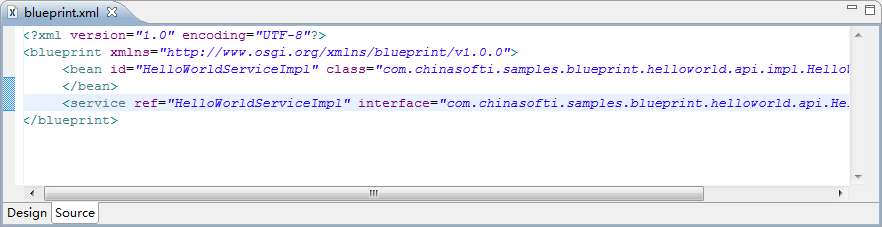 blueprint.xml
<?xml version="1.0" encoding="UTF-8"?>
<blueprint xmlns="http://www.osgi.org/xmlns/blueprint/v1.0.0">
<bean id="HelloWorldServiceImpl" class="com.chinasofti.samples.blueprint.helloworld.api.impl.HelloW
</bean>
<service ref="HelloWorldServiceImpl" interface="com.chinasofti.samples.blueprint.helloworld.api.Hel
</blueprint>
Design Source